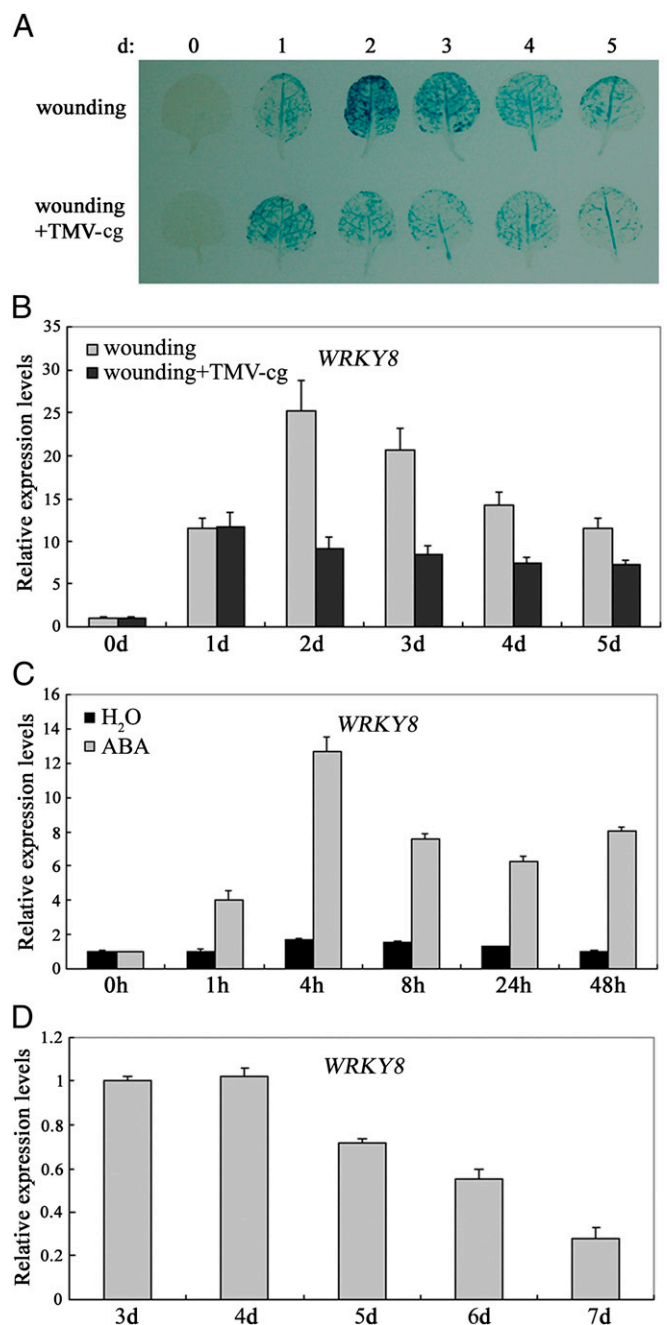 A
d: 0 1 2 3 4 5
wounding
wounding
+TMV-cg
B
Relative expression levels
35
30
25
20
15
10
5
0
wounding
wounding+TMV-cg
WRKY8
0d 1d 2d 3d 4d 5d
C
Relative expression levels
16
14
12
10
8
6
4
2
0
H₂O
ABA
WRKY8
0h 1h 4h 8h 24h 48h
D
Relative expression levels
1.2
1
0.8
0.6
0.4
0.2
0
WRKY8
3d 4d 5d 6d 7d